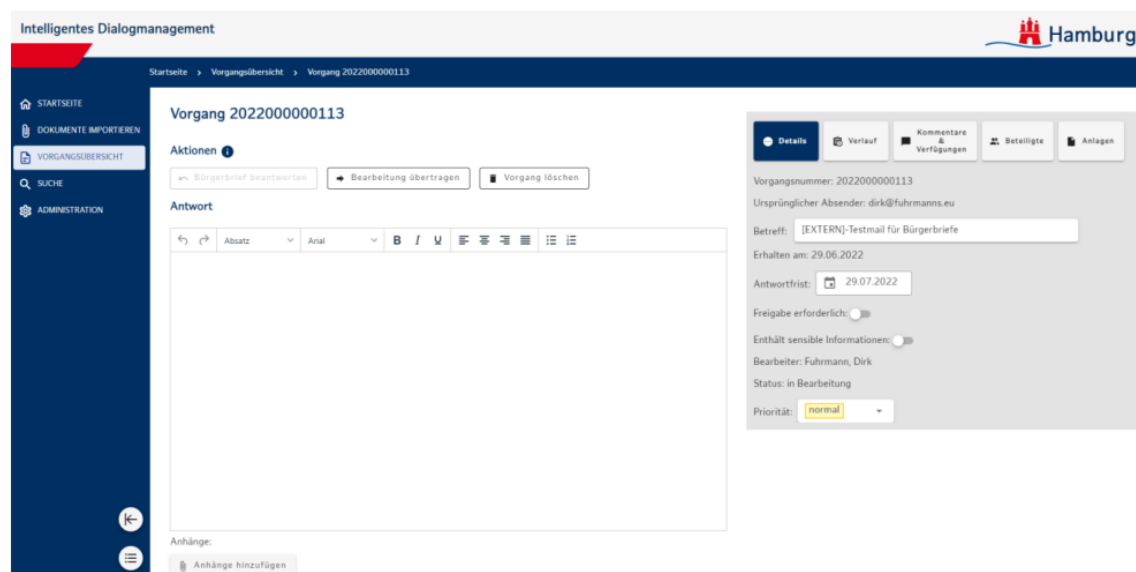 Intelligentes Dialogmanagement
Hamburg
Startseite › Vorgangsübersicht › Vorgang 2022000000113
STARTSEITE
DOKUMENTE IMPORTIEREN
VORGANGSÜBERSICHT
SUCHE
ADMINISTRATION
Vorgang 2022000000113
Aktionen
Bürgerbrief beantworten
Bearbeitung übertragen
Vorgang löschen
Antwort
Absatz Arial B I U
Anhänge:
Anhänge hinzufügen
Details
Verlauf
Kommentare
&
Verfügungen
Beteiligte
Anlagen
Vorgangsnummer: 2022000000113
Ursprünglicher Absender: dirk@fuhrmanns.eu
Betreff: [EXTERN]-Testmail für Bürgerbriefe
Erhalten am: 29.06.2022
Antwortfrist: 29.07.2022
Freigabe erforderlich:
Enthält sensible Informationen:
Bearbeiter: Fuhrmann, Dirk
Status: in Bearbeitung
Priorität: normal